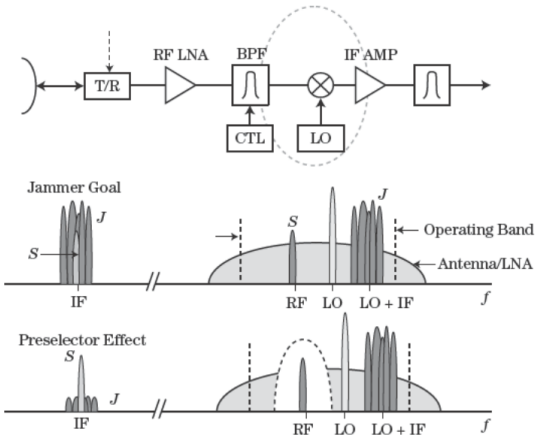 RF LNA
BPF
IF AMP
T/R
CTL
LO
Jammer Goal
J
S
IF
S
J
Operating Band
Antenna/LNA
RF
LO
LO + IF
f
Preselector Effect
S
J
IF
RF
LO
LO + IF
f